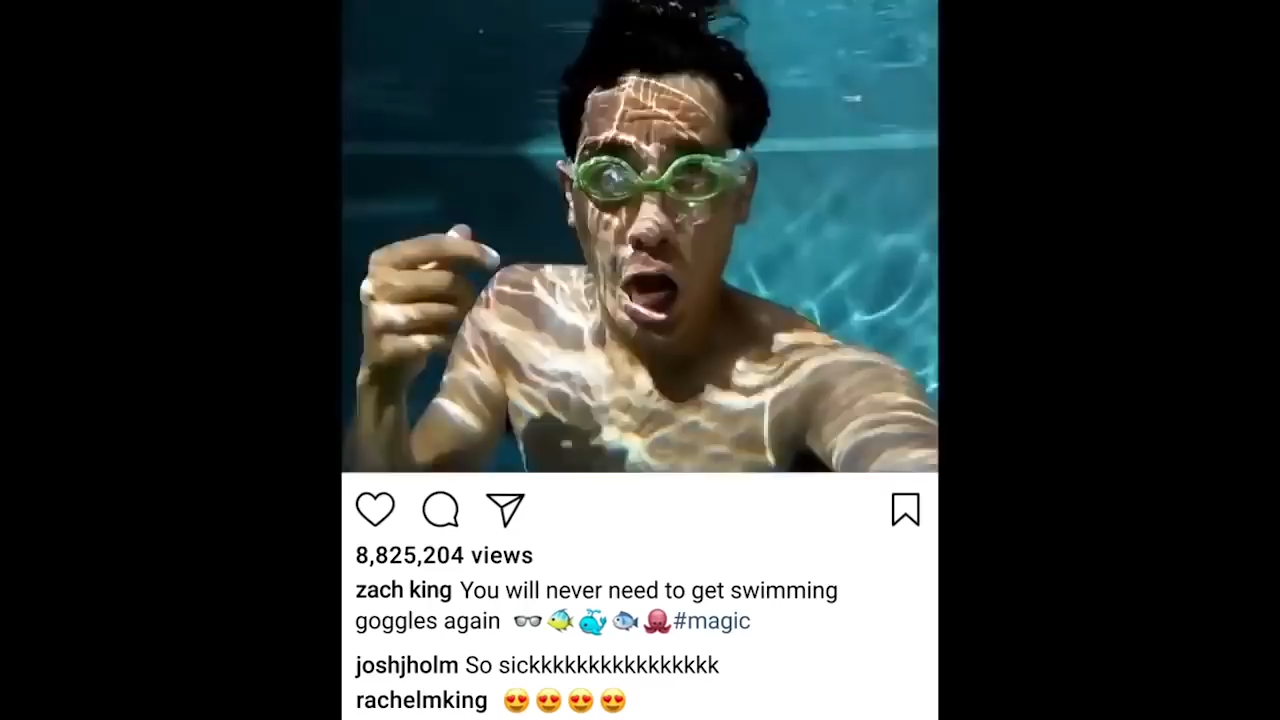 8,825,204 views
zach king You will never need to get swimming
goggles again 👓🐠🐳🐟🐙#magic
joshjholm So sickkkkkkkkkkkkkkkk
rachelmking 😍😍😍😍